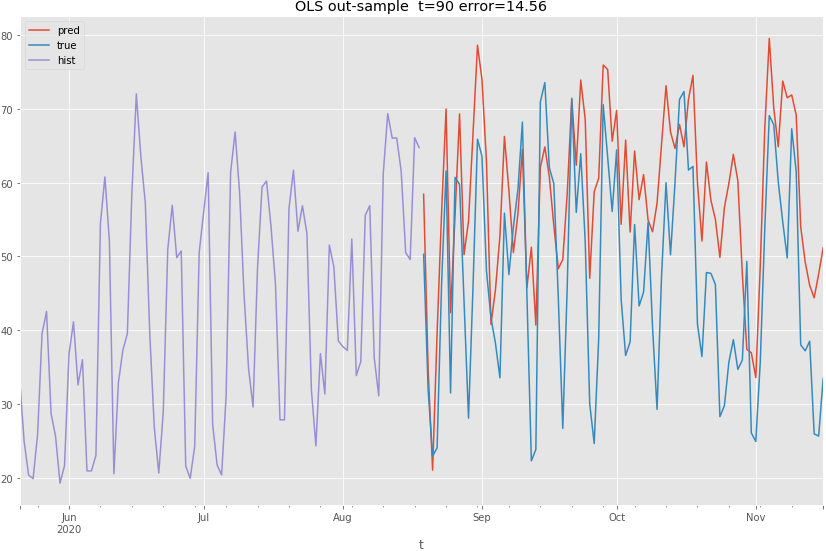 OLS out-sample  t=90 error=14.56
pred
true
hist
80
70
60
50
40
30
20
Jun
2020
Jul
Aug
Sep
Oct
Nov
t